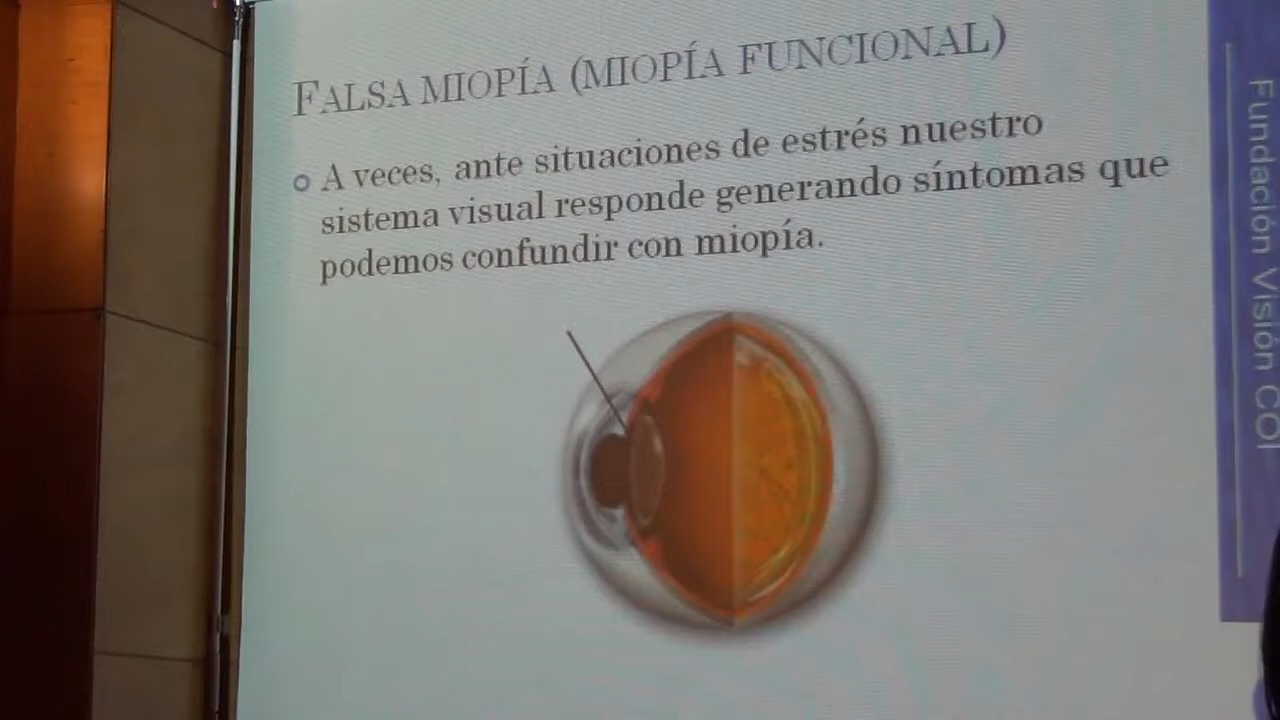 FALSA MIOPÍA (MIOPÍA FUNCIONAL)
A veces, ante situaciones de estrés nuestro
sistema visual responde generando síntomas que
podemos confundir con miopía.
Fundación Visión COI